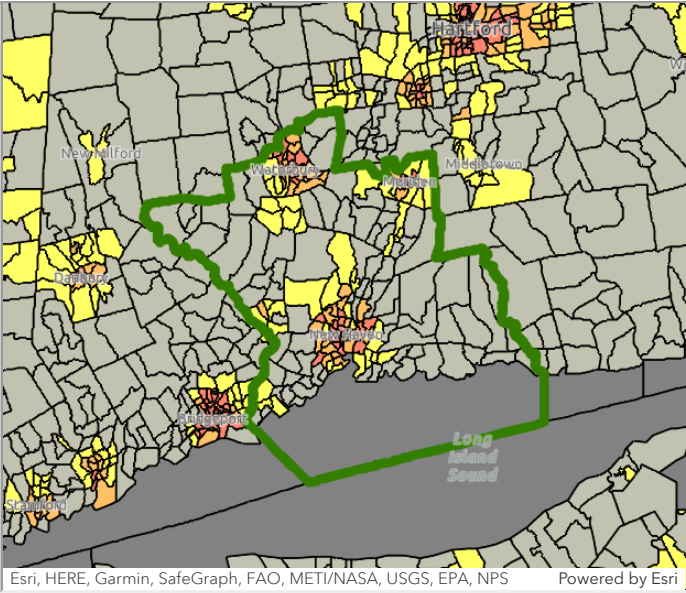 Hartford
Wi
New Milford
Waterbury
Middletown
Meriden
Danbury
New Haven
Bridgeport
Long
Island
Sound
Stamford
Esri, HERE, Garmin, SafeGraph, FAO, METI/NASA, USGS, EPA, NPS
Powered by Esri